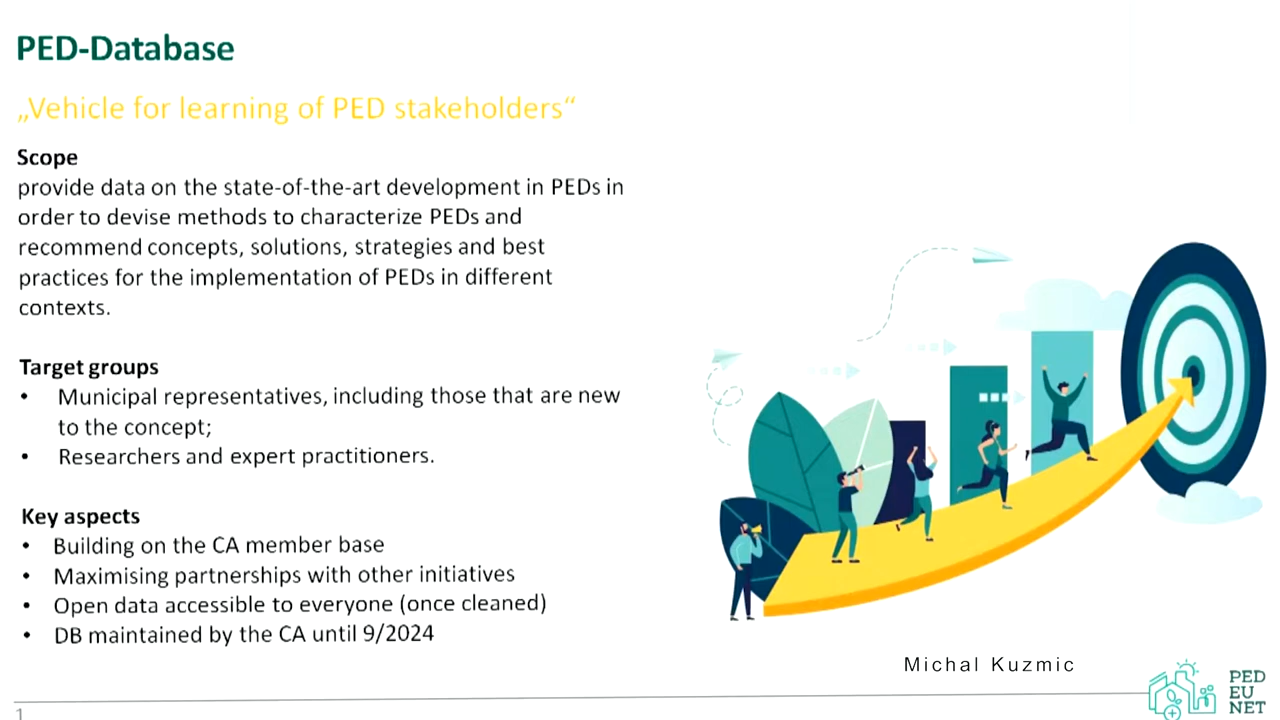 PED-Database
„Vehicle for learning of PED stakeholders“
Scope
provide data on the state-of-the-art development in PEDs in
order to devise methods to characterize PEDs and
recommend concepts, solutions, strategies and best
practices for the implementation of PEDs in different
contexts.
Target groups
• Municipal representatives, including those that are new
to the concept;
• Researchers and expert practitioners.
Key aspects
• Building on the CA member base
• Maximising partnerships with other initiatives
• Open data accessible to everyone (once cleaned)
• DB maintained by the CA until 9/2024
Michal Kuzmic
PED
EU
NET
1